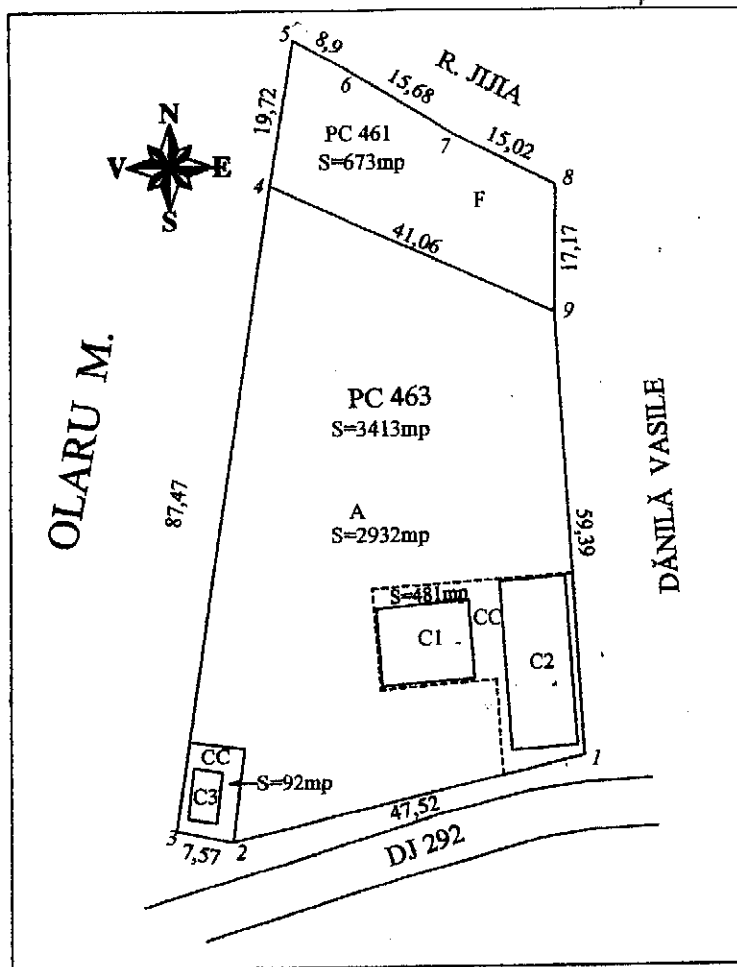 5
8,9
6
15,68
R. JIJIA
7
15,02
8
19,72
PC 461
S=673mp
N
V
E
S
4
F
41,06
17,17
9
OLARU M.
PC 463
S=3413mp
87,47
A
S=2932mp
59,39
DĂNILĂ VASILE
S=481mp
CC
C1
C2
1
CC
C3
S=92mp
3
7,57
2
47,52
DJ 292